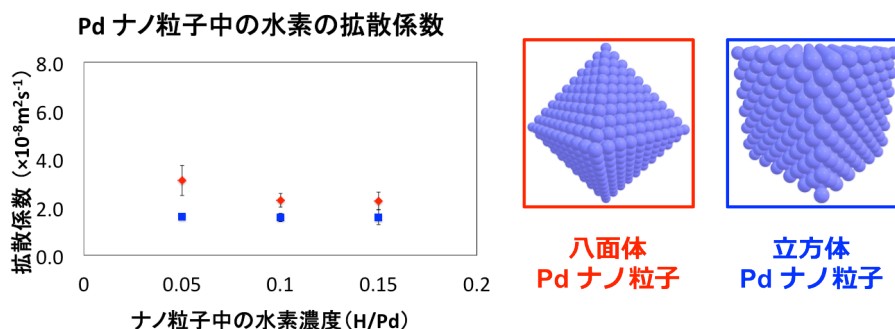 Pd ナノ粒子中の水素の拡散係数
拡散係数 (×10⁻⁸m²s⁻¹)
8.0
6.0
4.0
2.0
0.0
0
0.05
0.1
0.15
0.2
ナノ粒子中の水素濃度(H/Pd)
八面体
Pd ナノ粒子
立方体
Pd ナノ粒子